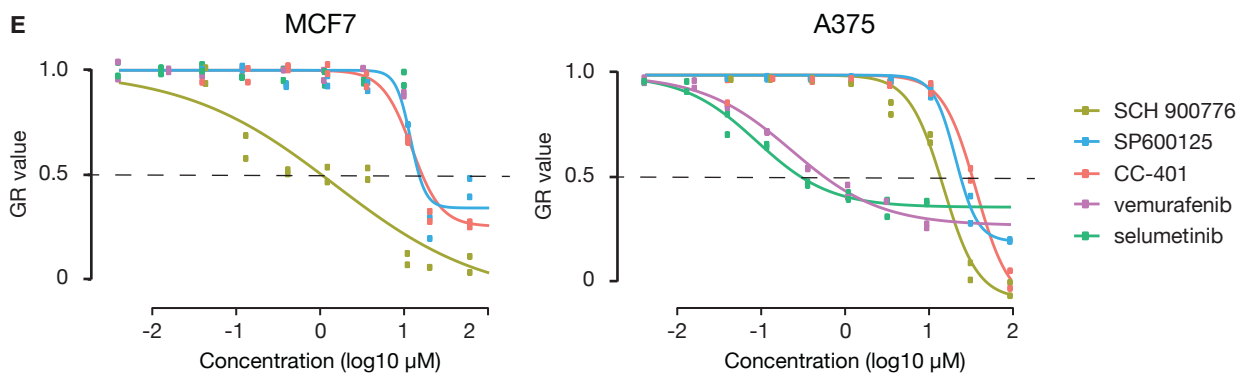 E
MCF7
GR value
1.0
0.5
0
-2
-1
0
1
2
Concentration (log10 µM)
A375
GR value
1.0
0.5
0
-2
-1
0
1
2
Concentration (log10 µM)
SCH 900776
SP600125
CC-401
vemurafenib
selumetinib